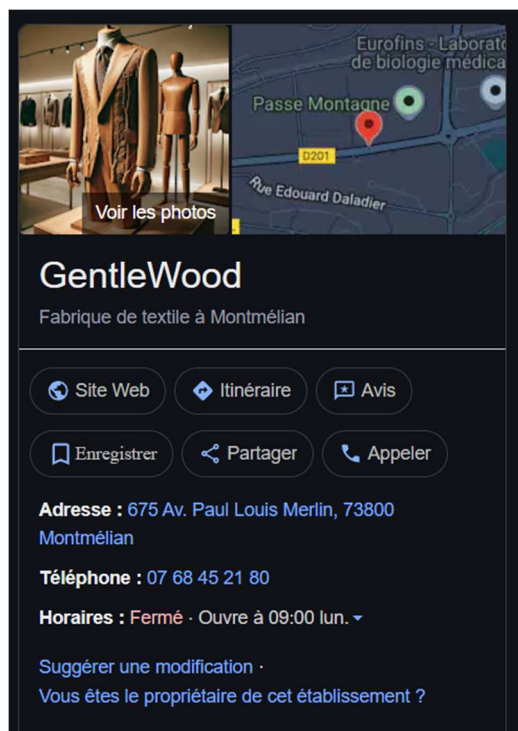 Eurofins - Laborato
de biologie médica
Passe Montagne
D201
Rue Edouard Daladier
Voir les photos
GentleWood
Fabrique de textile à Montmélian
Site Web
Itinéraire
Avis
Enregistrer
Partager
Appeler
Adresse : 675 Av. Paul Louis Merlin, 73800
Montmélian
Téléphone : 07 68 45 21 80
Horaires : Fermé · Ouvre à 09:00 lun.
Suggérer une modification ·
Vous êtes le propriétaire de cet établissement ?